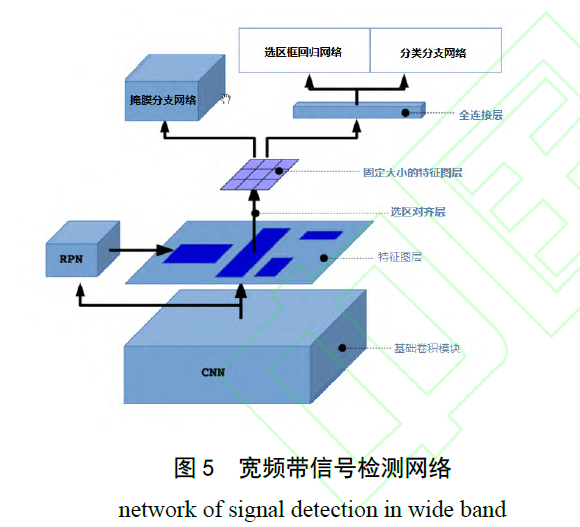 选区框回归网络
分类分支网络
掩膜分支网络
全连接层
固定大小的特征图层
选区对齐层
RPN
特征图层
基础卷积模块
CNN
图 5 宽频带信号检测网络
network of signal detection in wide band